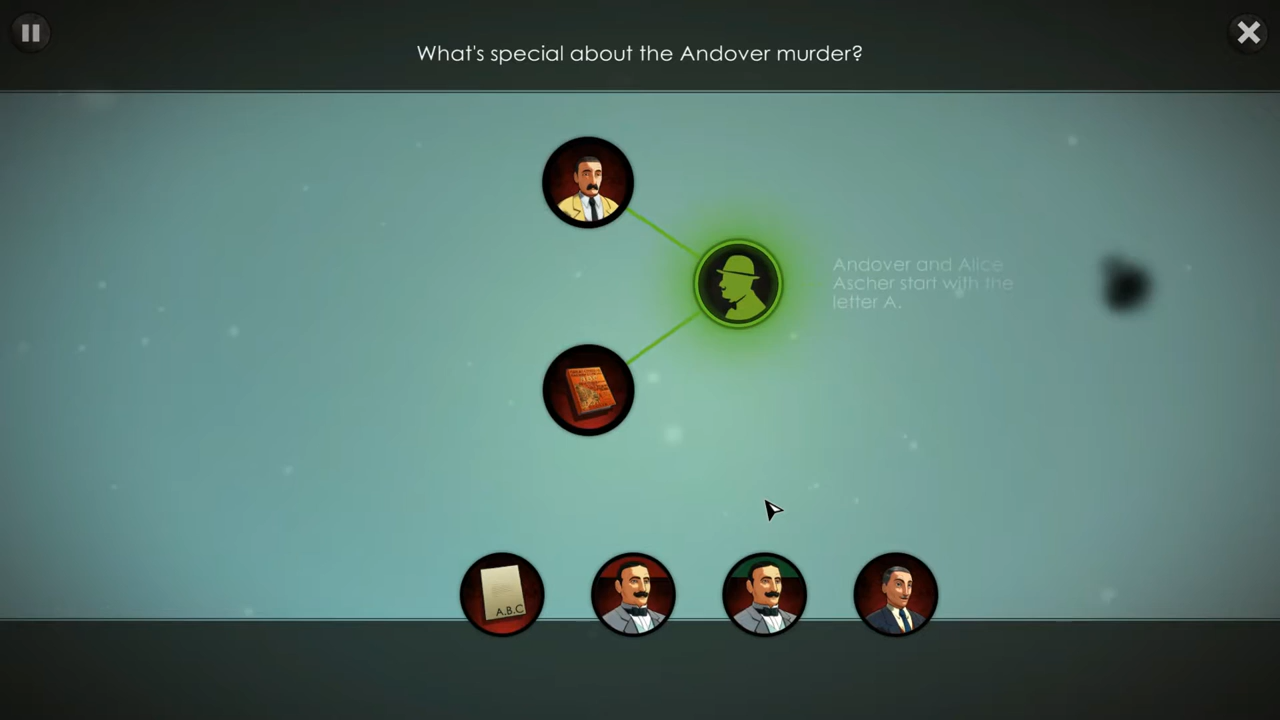 What's special about the Andover murder?
Andover and Alice
Ascher start with the
letter A.
A.B.C